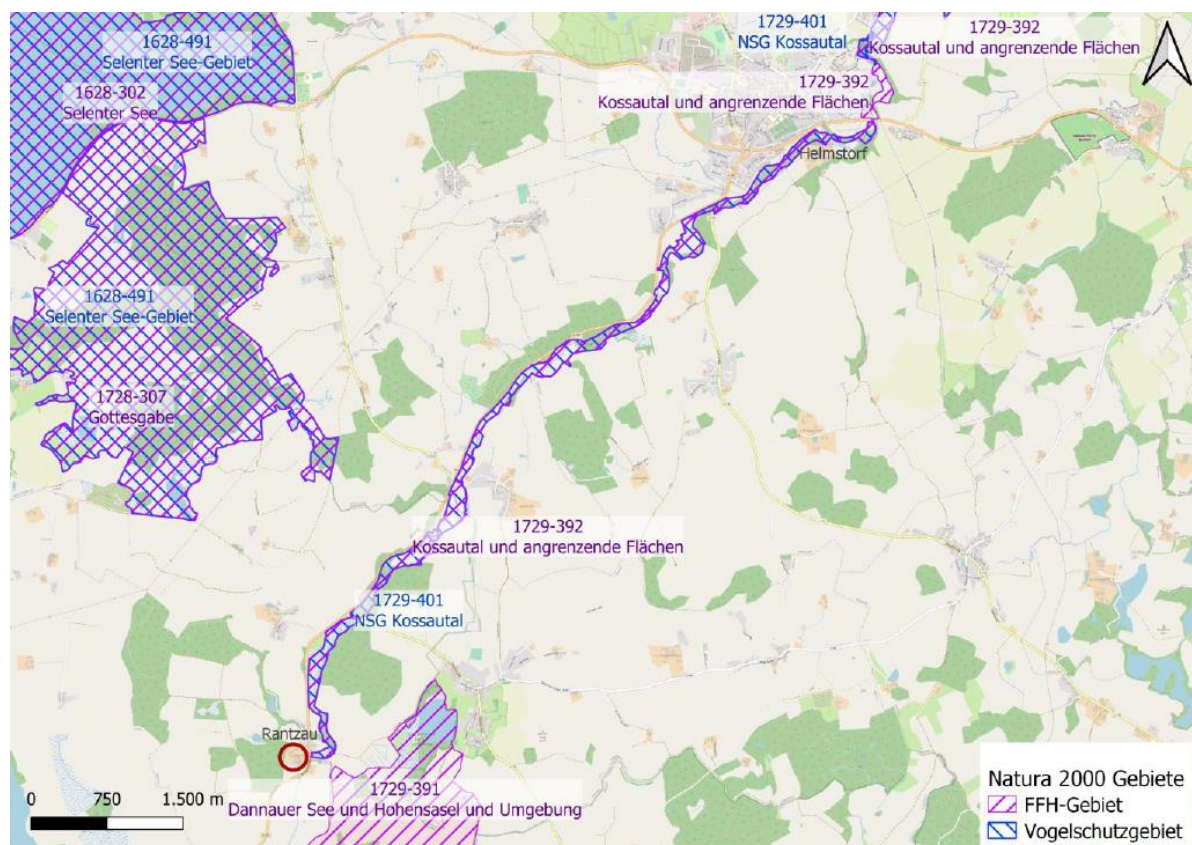 1628-491
Selenter See-Gebiet
1628-302
Selenter See
1729-401
NSG Kossautal
1729-392
Kossautal und angrenzende Flächen
1729-392
Kossautal und angrenzende Flächen
Helmstorf
1628-491
Selenter See-Gebiet
1728-307
Gottesgabe
1729-392
Kossautal und angrenzende Flächen
1729-401
NSG Kossautal
Rantzau
1729-391
Dannauer See und Hohensasel und Umgebung
0 750 1.500 m
Natura 2000 Gebiete
FFH-Gebiet
Vogelschutzgebiet